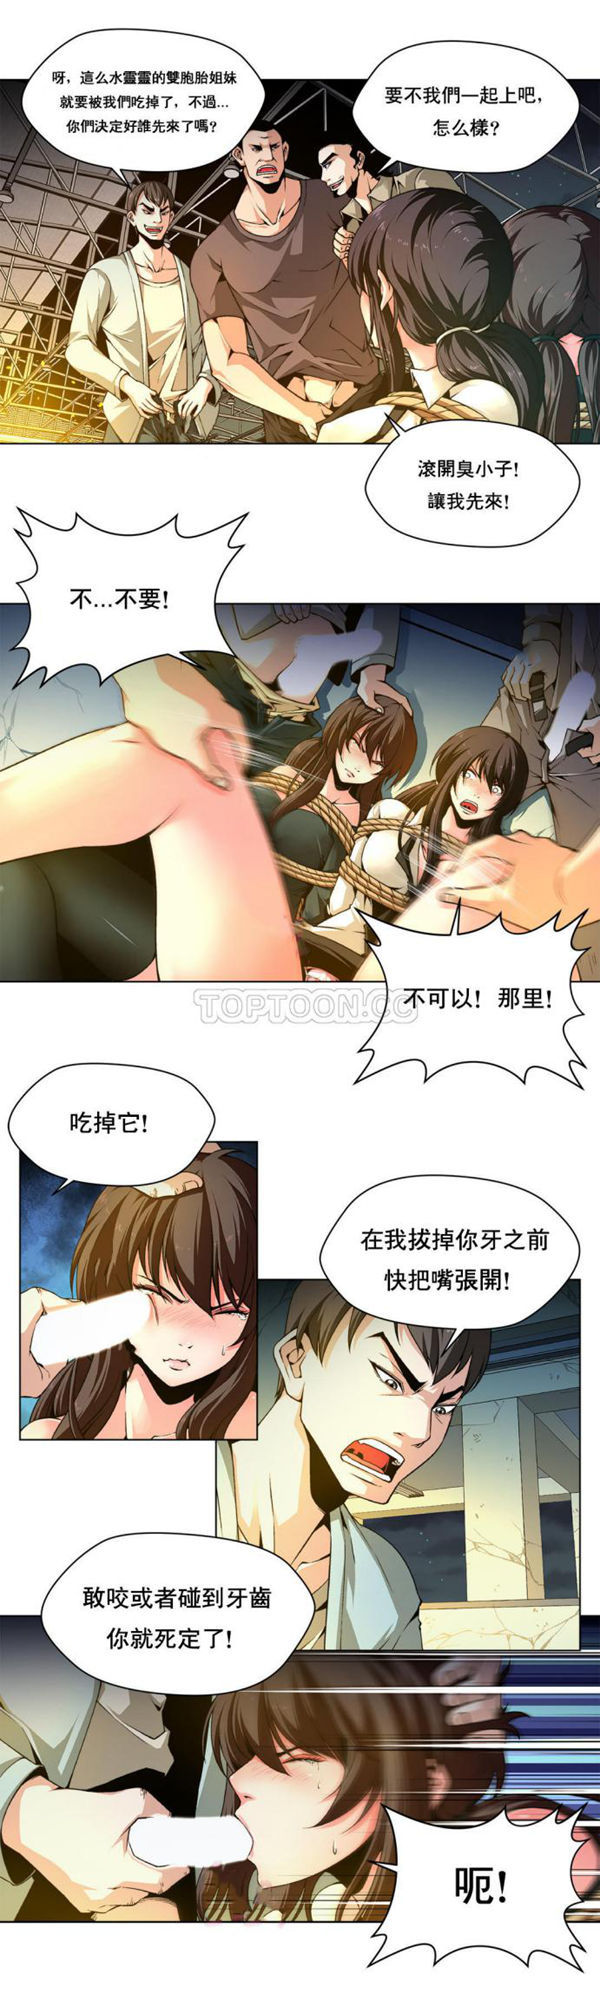 呀，這么水靈靈的雙胞胎姐妹
就要被我們吃掉了，不過...
你們決定好誰先來了嗎?
要不我們一起上吧，
怎么樣?
滾開臭小子!
讓我先來!
不...不要!
不可以! 那里!
TOPTOON.CC
吃掉它!
在我拔掉你牙之前
快把嘴張開!
敢咬或者碰到牙齒
你就死定了!
呃!